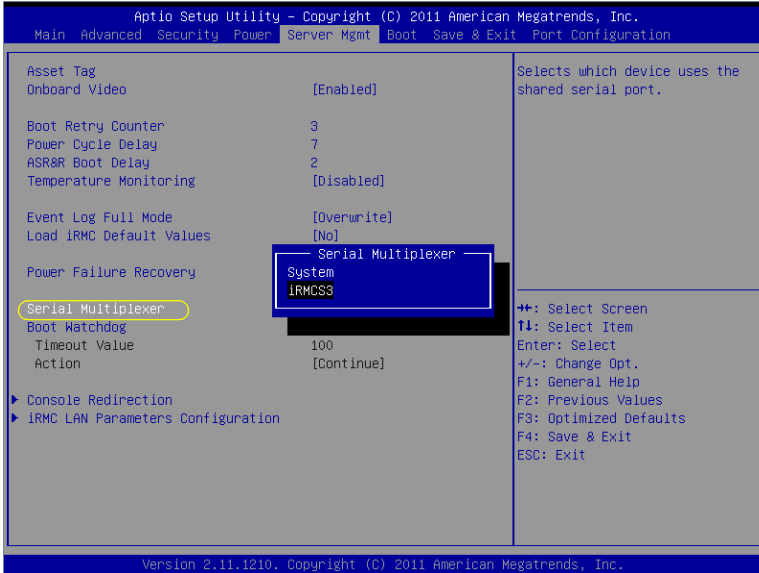 Aptio Setup Utility – Copyright (C) 2011 American Megatrends, Inc.
Main Advanced Security Power Server Mgmt Boot Save & Exit Port Configuration
Asset Tag
Onboard Video [Enabled]
Boot Retry Counter 3
Power Cycle Delay 7
ASR&R Boot Delay 2
Temperature Monitoring [Disabled]
Event Log Full Mode [Overwrite]
Load iRMC Default Values [No]
Power Failure Recovery
Serial Multiplexer
Boot Watchdog
Timeout Value 100
Action [Continue]
Console Redirection
iRMC LAN Parameters Configuration
Serial Multiplexer
System
iRMCS3
Selects which device uses the
shared serial port.
→←: Select Screen
↑↓: Select Item
Enter: Select
+/-: Change Opt.
F1: General Help
F2: Previous Values
F3: Optimized Defaults
F4: Save & Exit
ESC: Exit
Version 2.11.1210. Copyright (C) 2011 American Megatrends, Inc.